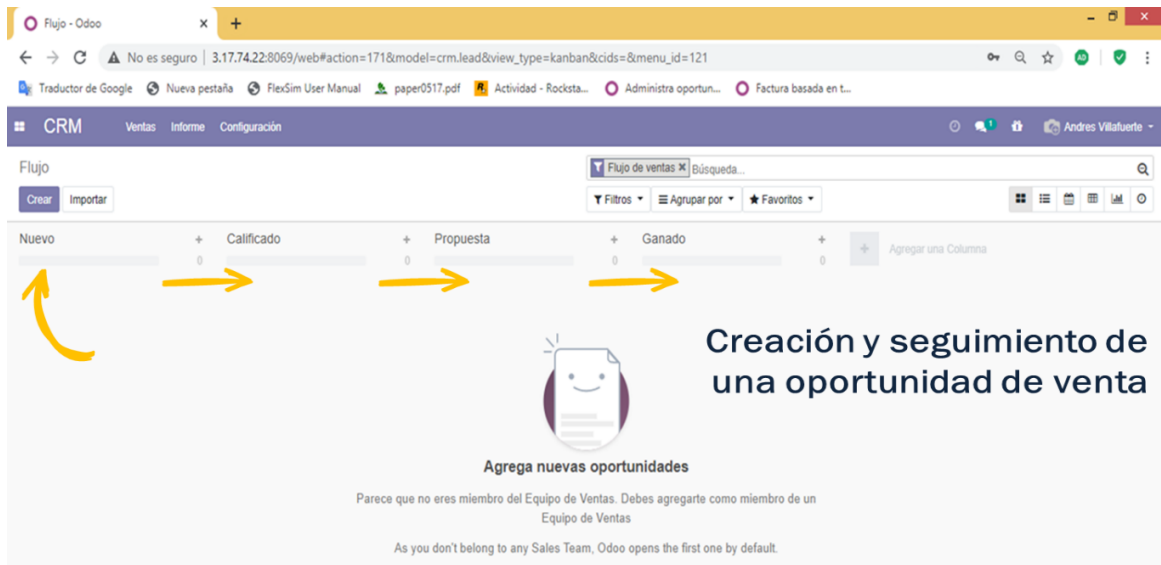 Flujo - Odoo
No es seguro | 3.17.74.22:8069/web#action=171&model=crm.lead&view_type=kanban&cids=&menu_id=121
AD
Traductor de Google Nueva pestaña FlexSim User Manual paper0517.pdf Actividad - Rocksta... Administra oportun... Factura basada en t...
CRM Ventas Informe Configuración 1 Andres Villafuerte
Flujo
Flujo de ventas Búsqueda...
Crear Importar Filtros Agrupar por Favoritos
Nuevo + Calificado + Propuesta + Ganado + + Agregar una Columna
0 0 0 0
Creación y seguimiento de
una oportunidad de venta
Agrega nuevas oportunidades
Parece que no eres miembro del Equipo de Ventas. Debes agregarte como miembro de un
Equipo de Ventas
As you don't belong to any Sales Team, Odoo opens the first one by default.